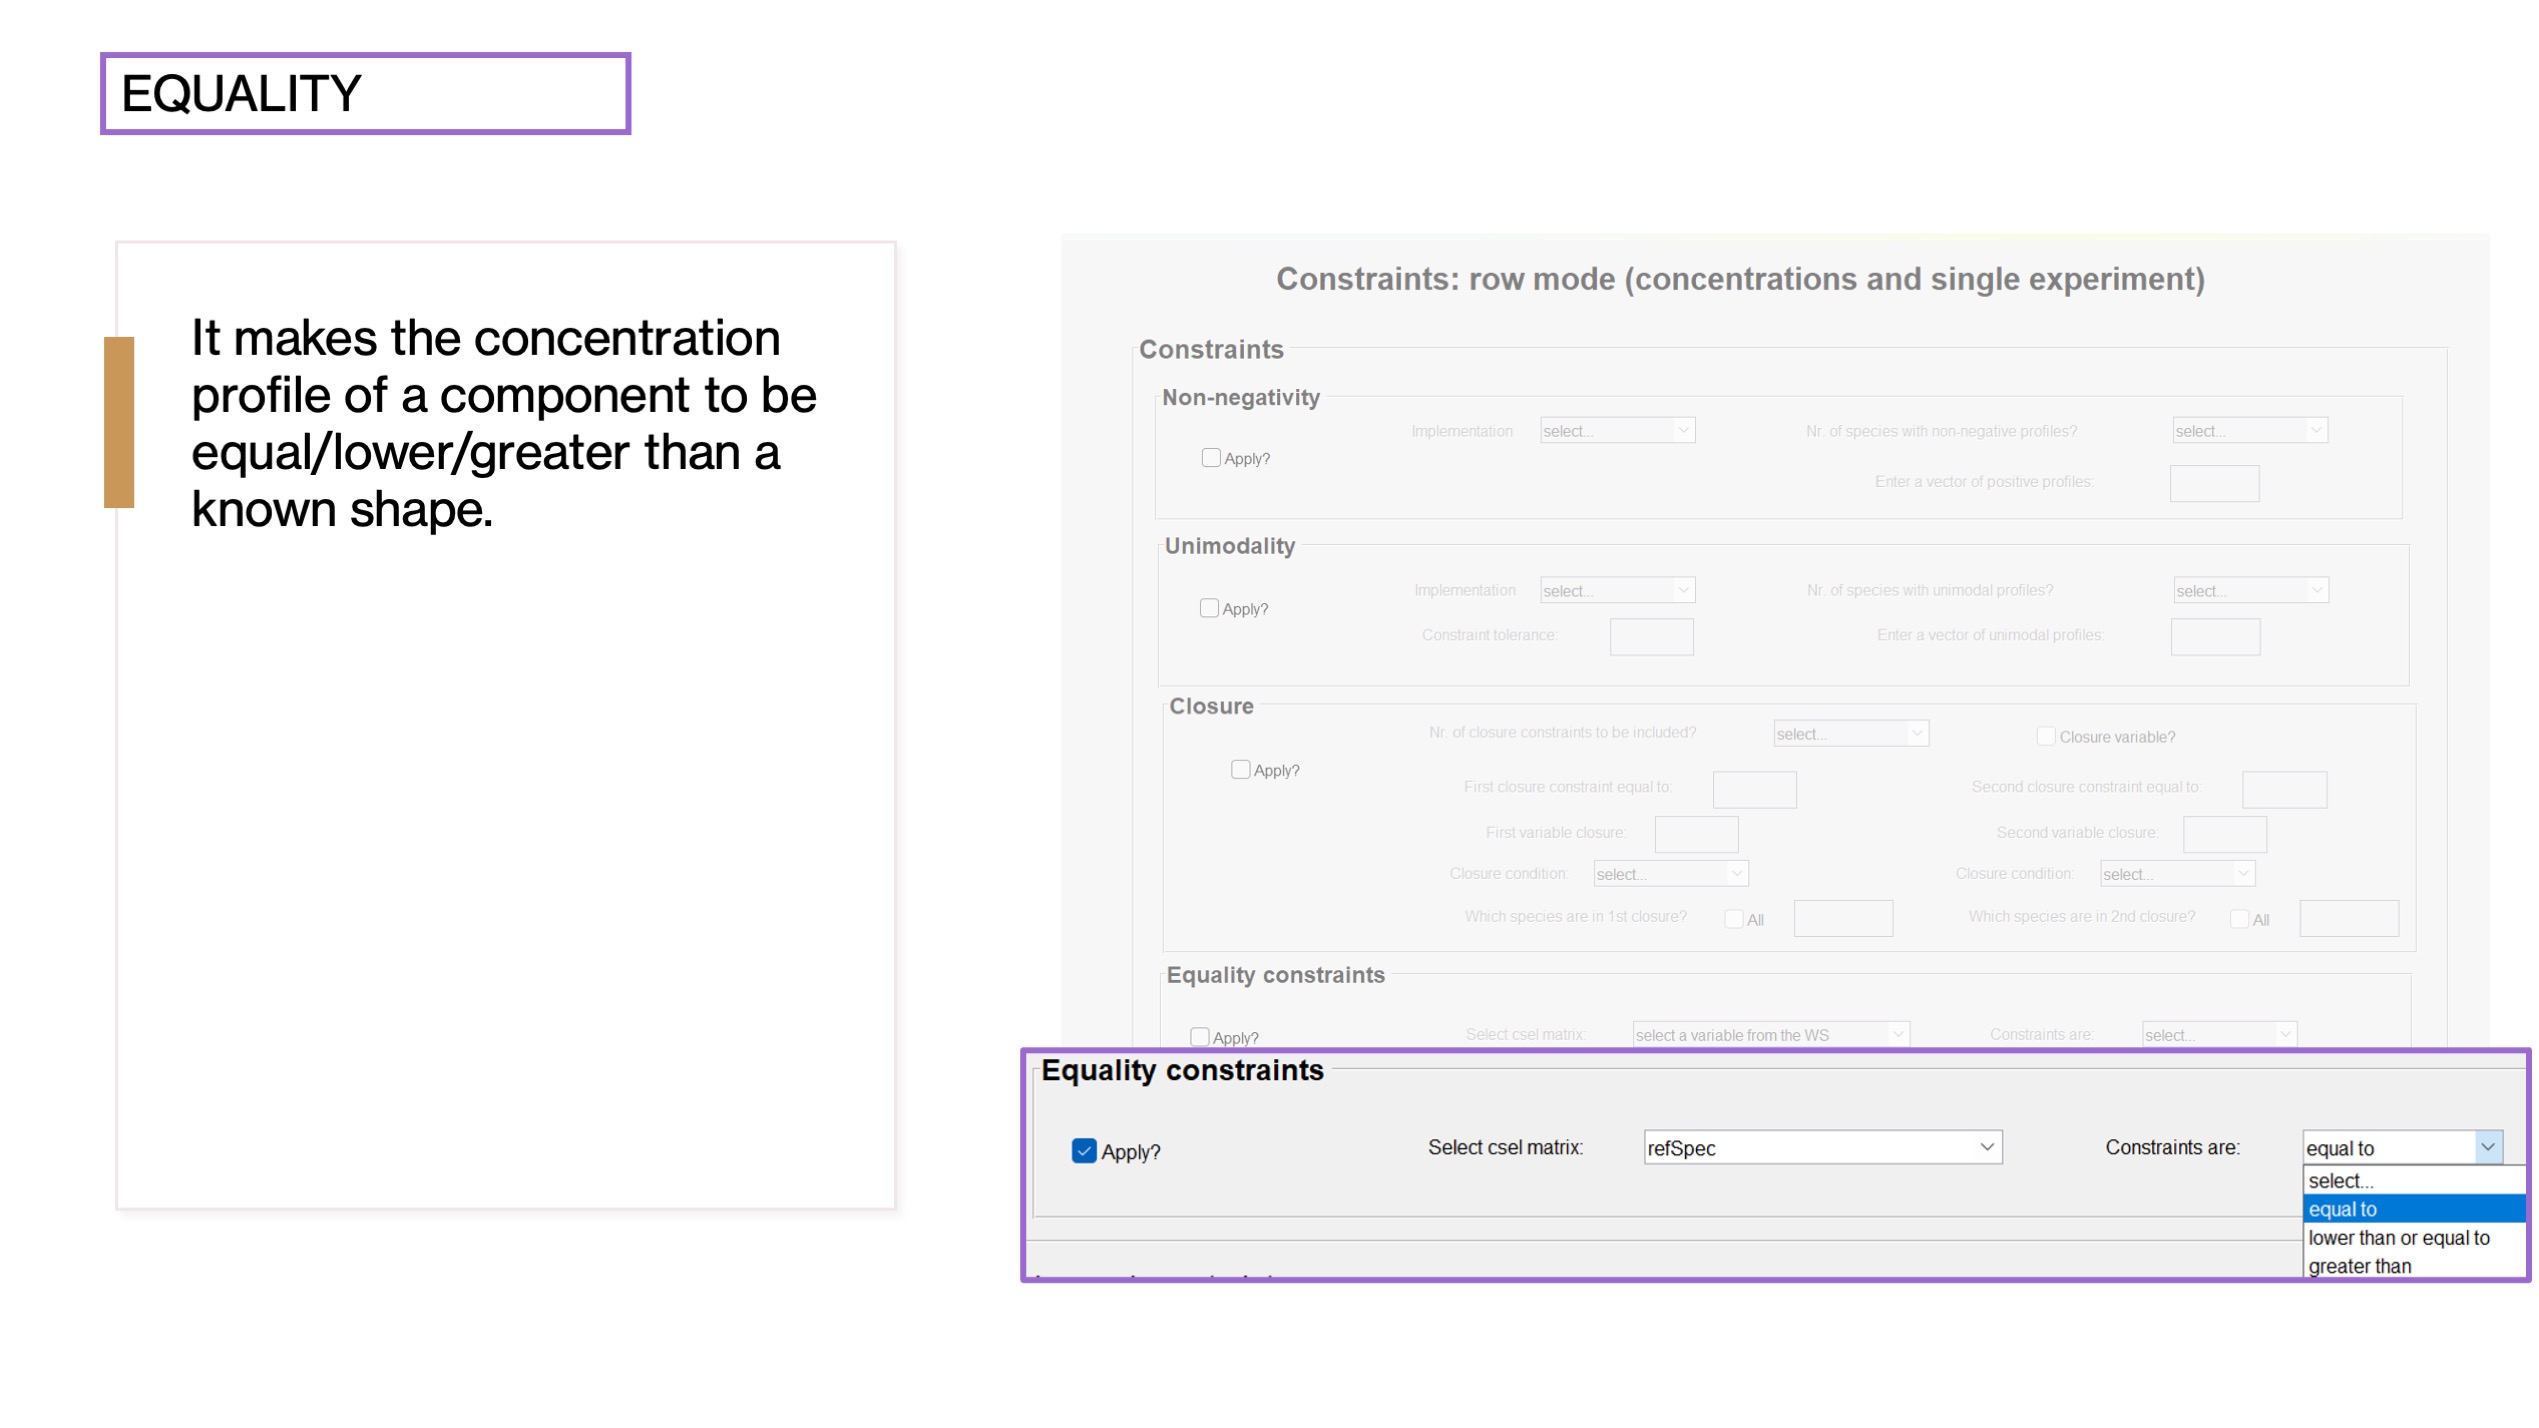 EQUALITY
It makes the concentration
profile of a component to be
equal/lower/greater than a
known shape.
Constraints: row mode (concentrations and single experiment)
Constraints
Non-negativity
Implementation select... Nr. of species with non-negative profiles? select...
Apply?
Enter a vector of positive profiles:
Unimodality
Implementation select... Nr. of species with unimodal profiles? select...
Apply?
Constraint tolerance: Enter a vector of unimodal profiles:
Closure
Nr. of closure constraints to be included? select... Closure variable?
Apply?
First closure constraint equal to: Second closure constraint equal to:
First variable closure: Second variable closure:
Closure condition: select... Closure condition: select...
Which species are in 1st closure? All Which species are in 2nd closure? All
Equality constraints
Apply? Select csel matrix: select a variable from the WS Constraints are: select...
Equality constraints
Apply? Select csel matrix: refSpec Constraints are: equal to
select...
equal to
lower than or equal to
greater than